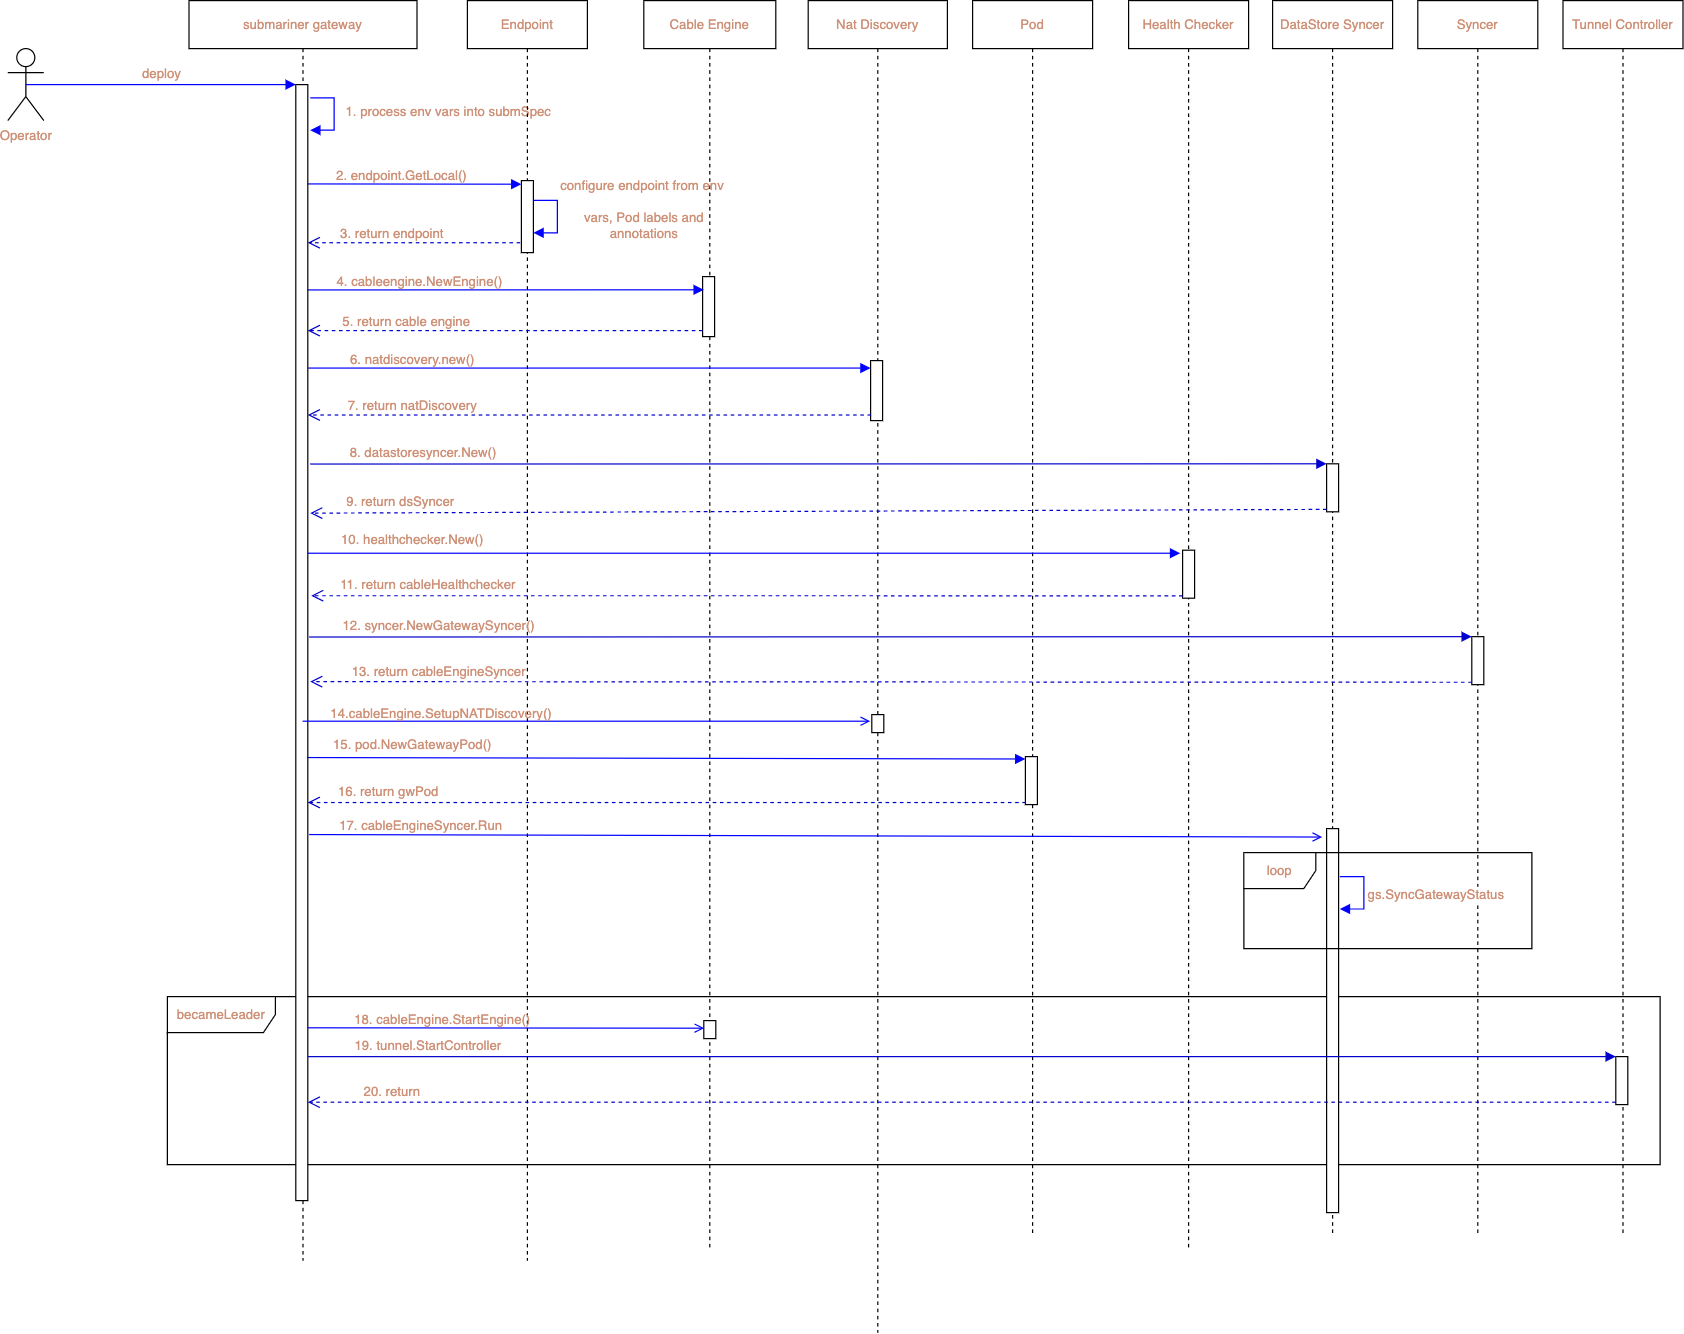 submariner gateway
Endpoint
Cable Engine
Nat Discovery
Pod
Health Checker
DataStore Syncer
Syncer
Tunnel Controller
deploy
Operator
1. process env vars into submSpec
2. endpoint.GetLocal()
configure endpoint from env
vars, Pod labels and
annotations
3. return endpoint
4. cableengine.NewEngine()
5. return cable engine
6. natdiscovery.new()
7. return natDiscovery
8. datastoresyncer.New()
9. return dsSyncer
10. healthchecker.New()
11. return cableHealthchecker
12. syncer.NewGatewaySyncer()
13. return cableEngineSyncer
14.cableEngine.SetupNATDiscovery()
15. pod.NewGatewayPod()
16. return gwPod
17. cableEngineSyncer.Run
loop
gs.SyncGatewayStatus
becameLeader
18. cableEngine.StartEngine()
19. tunnel.StartController
20. return